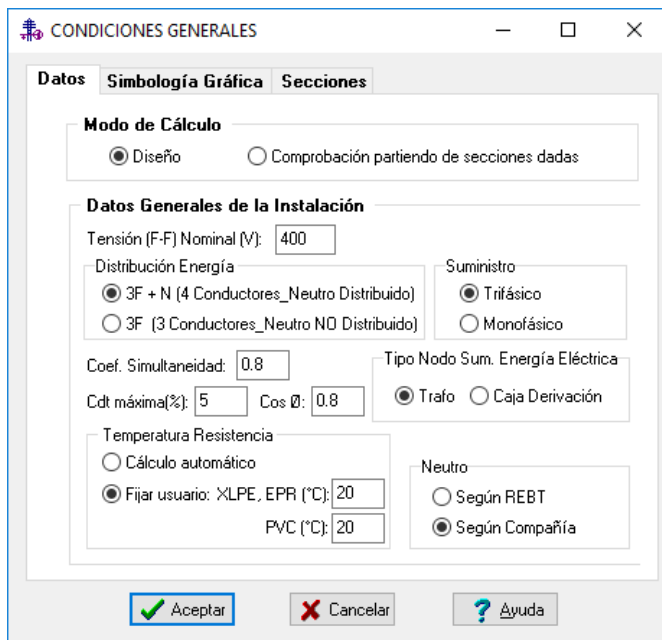 CONDICIONES GENERALES
Datos Simbología Gráfica Secciones
Modo de Cálculo
Diseño Comprobación partiendo de secciones dadas
Datos Generales de la Instalación
Tensión (F-F) Nominal (V): 400
Distribución Energía
3F + N (4 Conductores_Neutro Distribuido)
3F (3 Conductores_Neutro NO Distribuido)
Suministro
Trifásico
Monofásico
Coef. Simultaneidad: 0.8
Cdt máxima(%): 5 Cos Ø: 0.8
Tipo Nodo Sum. Energía Eléctrica
Trafo Caja Derivación
Temperatura Resistencia
Cálculo automático
Fijar usuario: XLPE, EPR (°C): 20
PVC (°C): 20
Neutro
Según REBT
Según Compañía
Aceptar Cancelar Ayuda